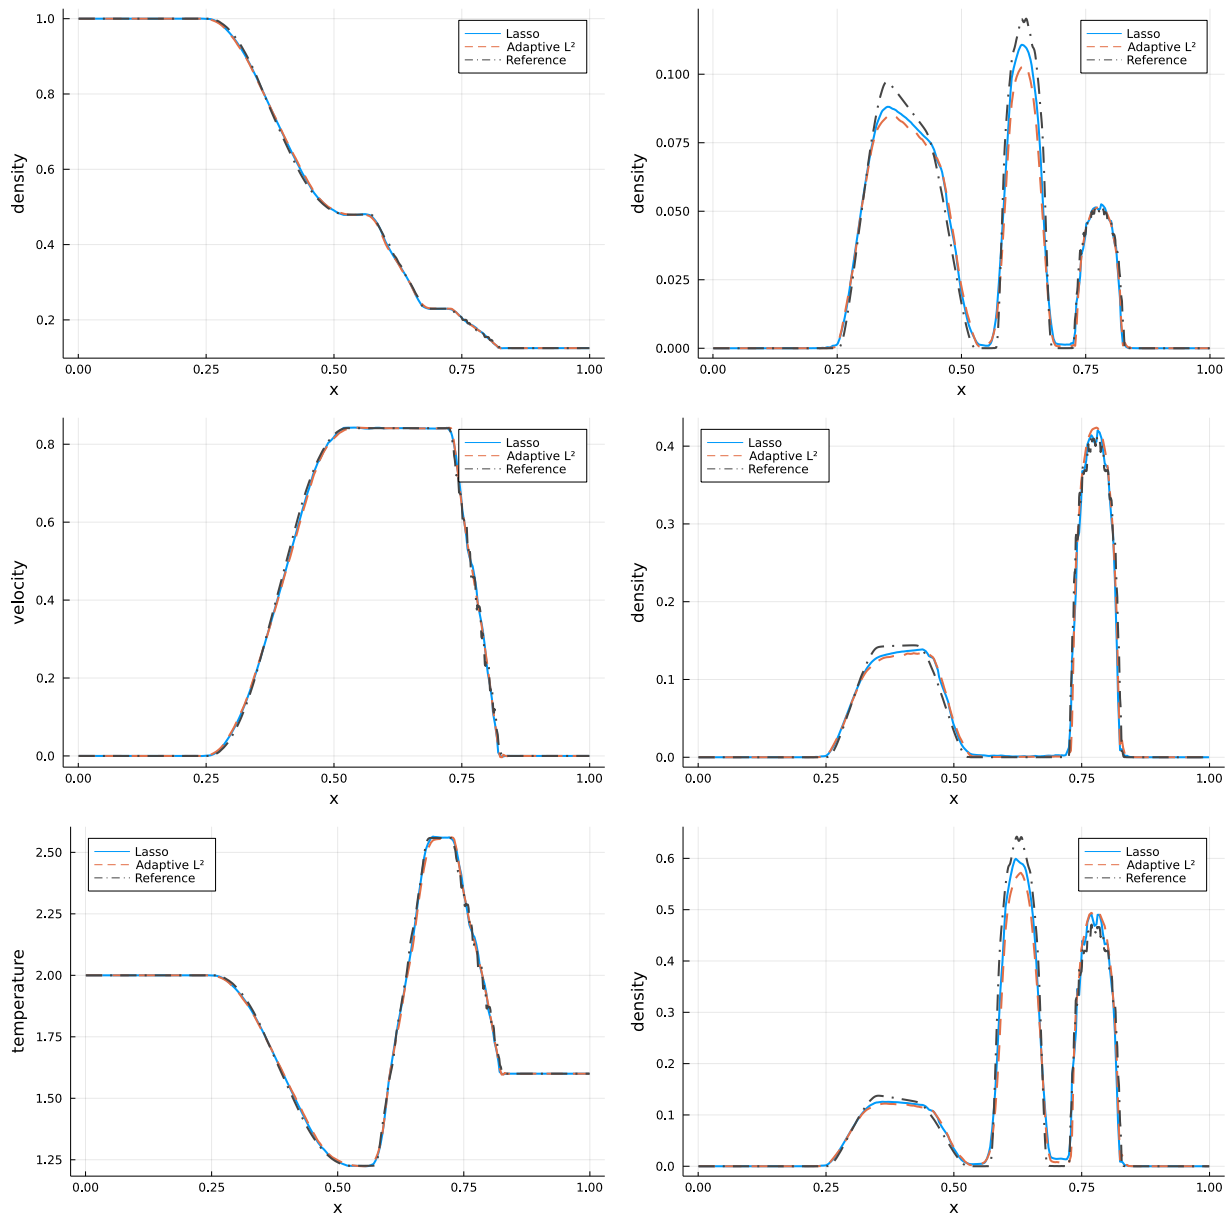 density
1.0
0.8
0.6
0.4
0.2
0.00
0.25
0.50
0.75
1.00
x
Lasso
Adaptive L²
Reference
density
0.100
0.075
0.050
0.025
0.000
0.00
0.25
0.50
0.75
1.00
x
Lasso
Adaptive L²
Reference
velocity
0.8
0.6
0.4
0.2
0.0
0.00
0.25
0.50
0.75
1.00
x
Lasso
Adaptive L²
Reference
density
0.4
0.3
0.2
0.1
0.0
0.00
0.25
0.50
0.75
1.00
x
Lasso
Adaptive L²
Reference
temperature
2.50
2.25
2.00
1.75
1.50
1.25
0.00
0.25
0.50
0.75
1.00
x
Lasso
Adaptive L²
Reference
density
0.6
0.5
0.4
0.3
0.2
0.1
0.0
0.00
0.25
0.50
0.75
1.00
x
Lasso
Adaptive L²
Reference